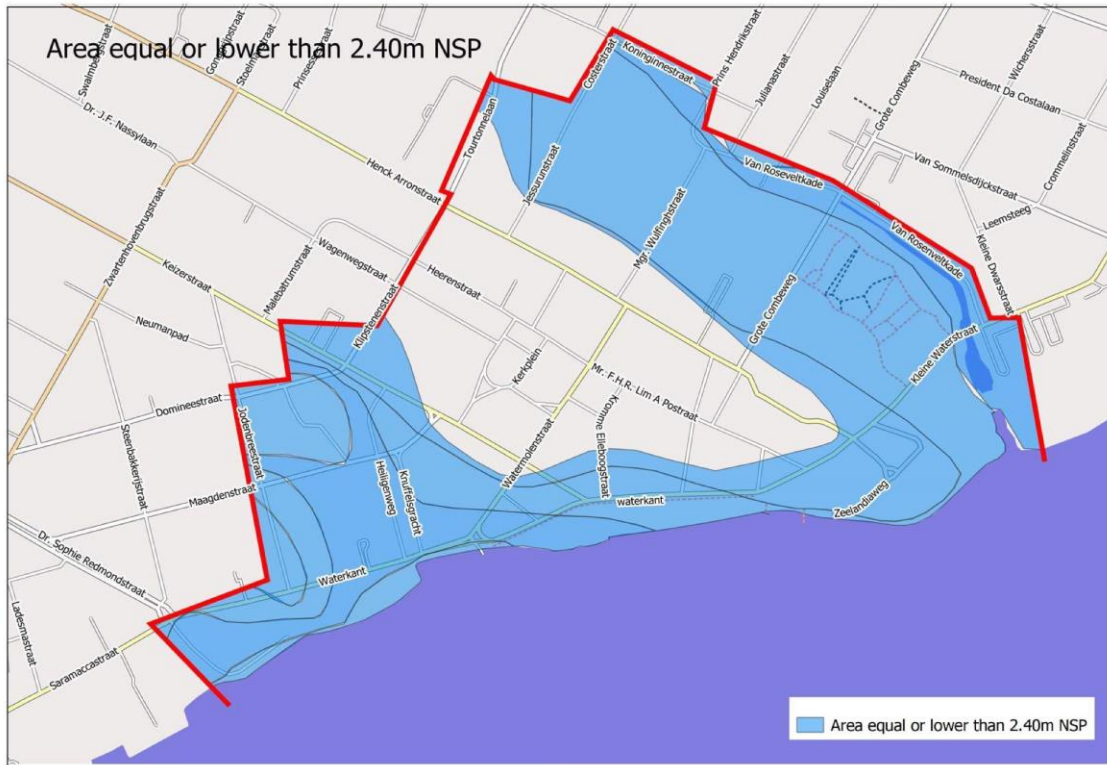 Area equal or lower than 2.40m NSP
Swalmbergstraat
Gonggrijpstraat
Stoelmanstraat
Prinsessestraat
Costerstraat
Koninginnestraat
Prins Hendrikstraat
Julianastraat
Louiselaan
Grote Combeweg
Wichersstraat
President Da Costalaan
Dr. J.F. Nassylaan
Tourtonnelaan
Henck Arronstraat
Jessurunstraat
Van Roseveltkade
Van Sommelsdijckstraat
Crommelinstraat
Leemsteeg
Zwartenhovenbrugstraat
Mgr. Wulfinghstraat
Van Rosenveltkade
Kleine Dwarsstraat
Keizerstraat
Malebatrumstraat
Wagenwegstraat
Heerenstraat
Klipstenenstraat
Grote Combeweg
Neumanpad
Kerkplein
Kleine Waterstraat
Mr. F.H.R. Lim A Postraat
Domineestraat
Jodenbreestraat
Kromme Elleboogstraat
Steenbakkerijstraat
Watermolenstraat
Maagdenstraat
Heiligenweg
Knuffelsgracht
waterkant
Zeelandiaweg
Dr. Sophie Redmondstraat
Waterkant
Ladesmastraat
Saramaccastraat
Area equal or lower than 2.40m NSP